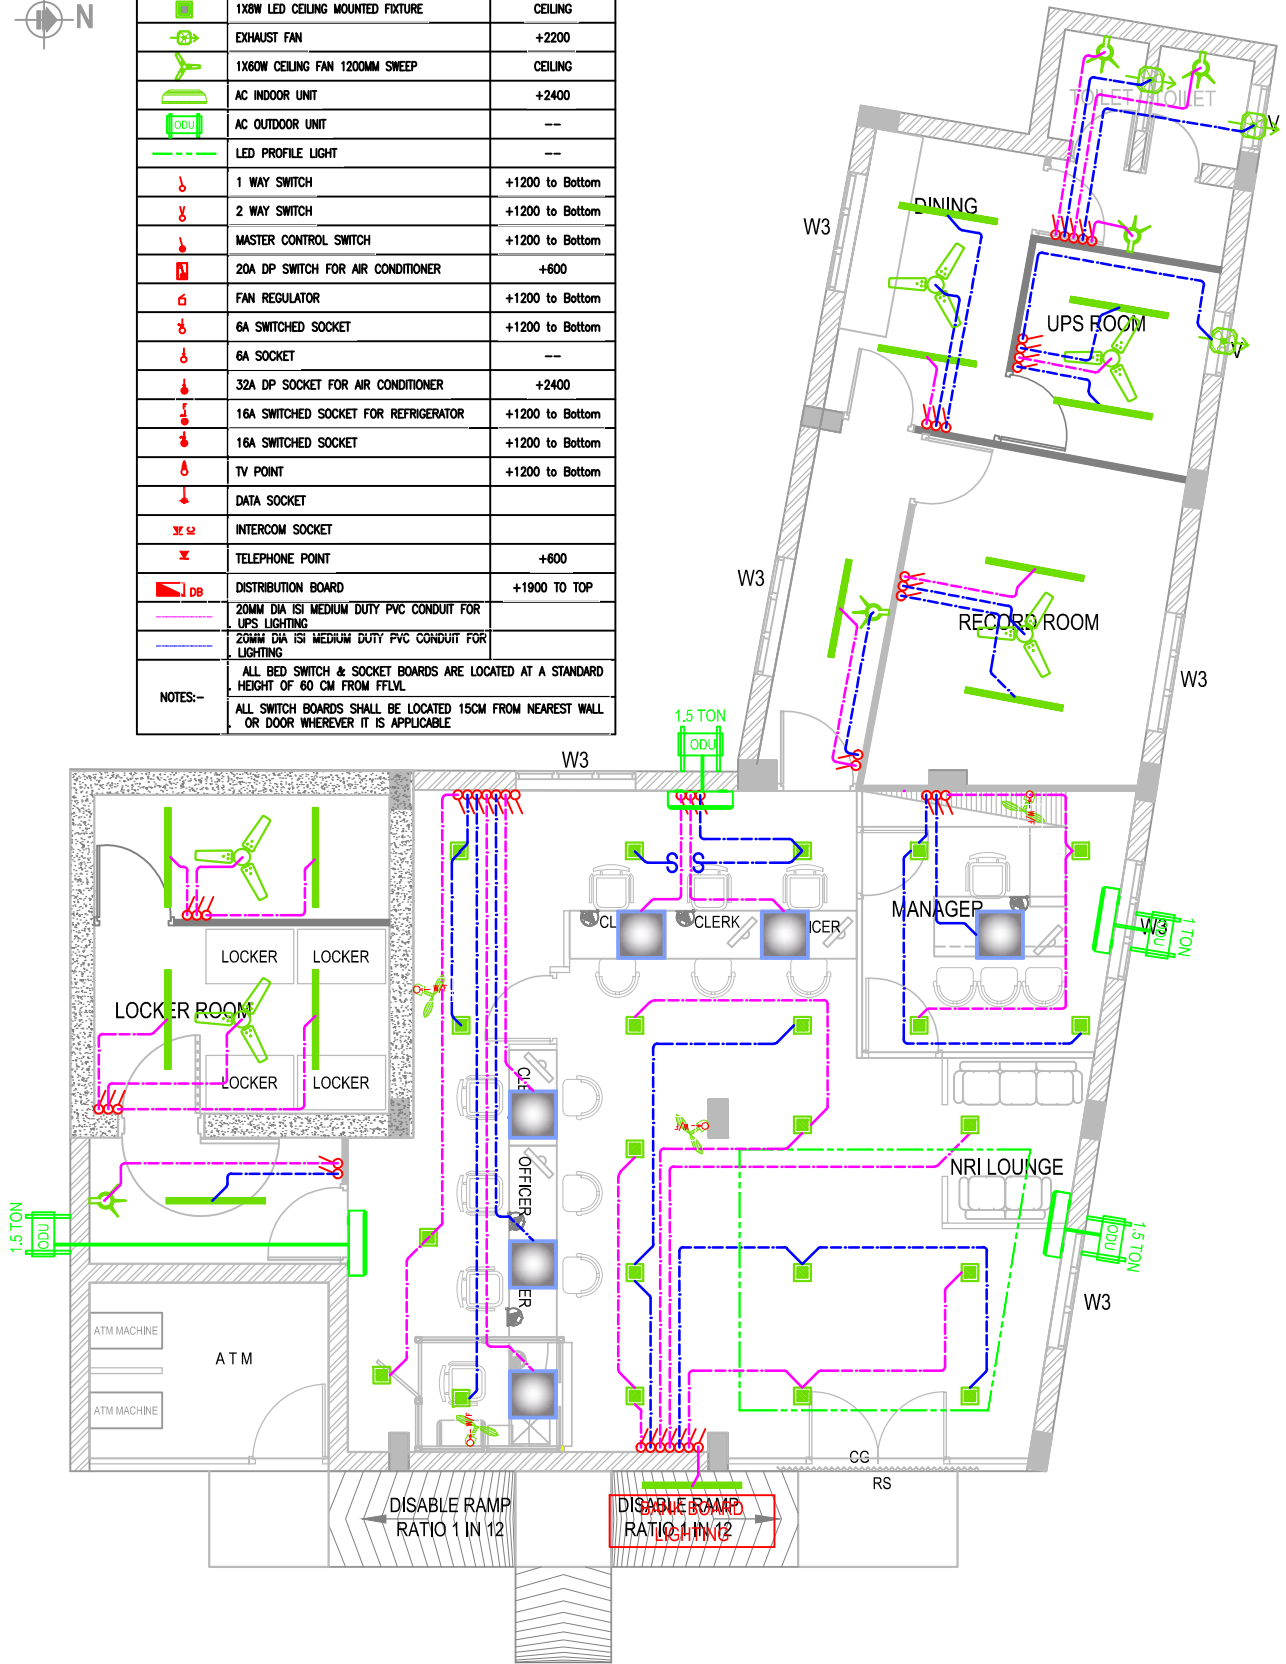 N
1X8W LED CEILING MOUNTED FIXTURE CEILING
EXHAUST FAN +2200
1X60W CEILING FAN 1200MM SWEEP CEILING
AC INDOOR UNIT +2400
ODU AC OUTDOOR UNIT --
LED PROFILE LIGHT --
1 WAY SWITCH +1200 to Bottom
2 WAY SWITCH +1200 to Bottom
MASTER CONTROL SWITCH +1200 to Bottom
20A DP SWITCH FOR AIR CONDITIONER +600
FAN REGULATOR +1200 to Bottom
6A SWITCHED SOCKET +1200 to Bottom
6A SOCKET --
32A DP SOCKET FOR AIR CONDITIONER +2400
16A SWITCHED SOCKET FOR REFRIGERATOR +1200 to Bottom
16A SWITCHED SOCKET +1200 to Bottom
TV POINT +1200 to Bottom
DATA SOCKET
INTERCOM SOCKET
TELEPHONE POINT +600
DB DISTRIBUTION BOARD +1900 TO TOP
20MM DIA ISI MEDIUM DUTY PVC CONDUIT FOR
UPS LIGHTING
20MM DIA ISI MEDIUM DUTY PVC CONDUIT FOR
LIGHTING
NOTES:-
ALL BED SWITCH & SOCKET BOARDS ARE LOCATED AT A STANDARD
HEIGHT OF 60 CM FROM FFLVL
ALL SWITCH BOARDS SHALL BE LOCATED 15CM FROM NEAREST WALL
OR DOOR WHEREVER IT IS APPLICABLE
TOILET
TOILET
V
DINING
W3
UPS ROOM
V
W3
RECORD ROOM
W3
1.5 TON
ODU
W3
W/F
MANAGER
CLERK
W3
1 TON
ODU
LOCKER
LOCKER
LOCKER ROOM
W/F
LOCKER
LOCKER
W/F
OFFICER
NRI LOUNGE
1.5 TON
ODU
1.5 TON
ODU
W3
ATM MACHINE
A T M
ATM MACHINE
W/F
CG
RS
DISABLE RAMP
RATIO 1 IN 12
DISABLE RAMP
RATIO 1 IN 12
BANK BOARD
LIGHTING